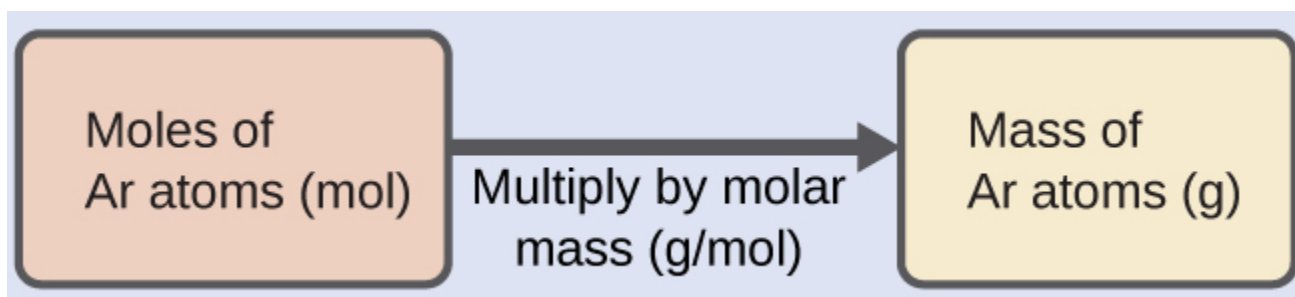 Moles of
Ar atoms (mol)
Multiply by molar
mass (g/mol)
Mass of
Ar atoms (g)